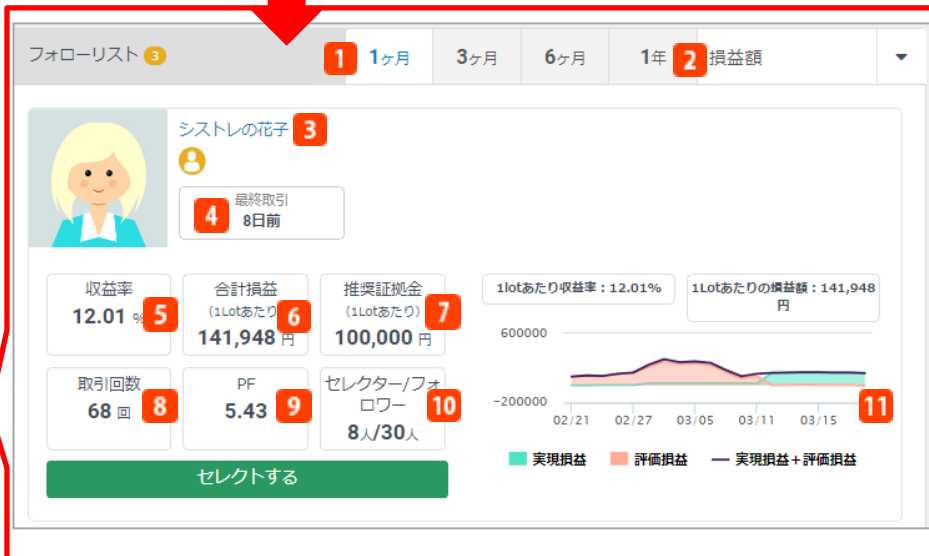 フォローリスト 3
1 1ヶ月 3ヶ月 6ヶ月 1年 2 損益額
シストレの花子 3
最終取引
4 8日前
収益率
12.01 % 5
合計損益
(1Lotあたり) 6
141,948 円
推奨証拠金
(1Lotあたり) 7
100,000 円
取引回数
68 回 8
PF
5.43 9
セレクター/フォ
ロワー 10
8人/30人
セレクトする
1lotあたり収益率：12.01%
1Lotあたりの損益額：141,948
円
600000
-200000
11
02/21 02/27 03/05 03/11 03/15
実現損益 評価損益 実現損益＋評価損益